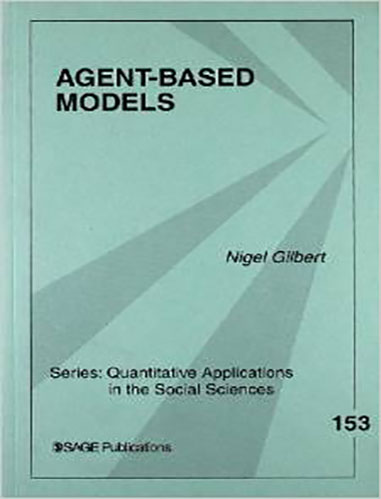 AGENT-BASED
MODELS
Nigel Gilbert
Series: Quantitative Applications
in the Social Sciences
153
SAGE Publications